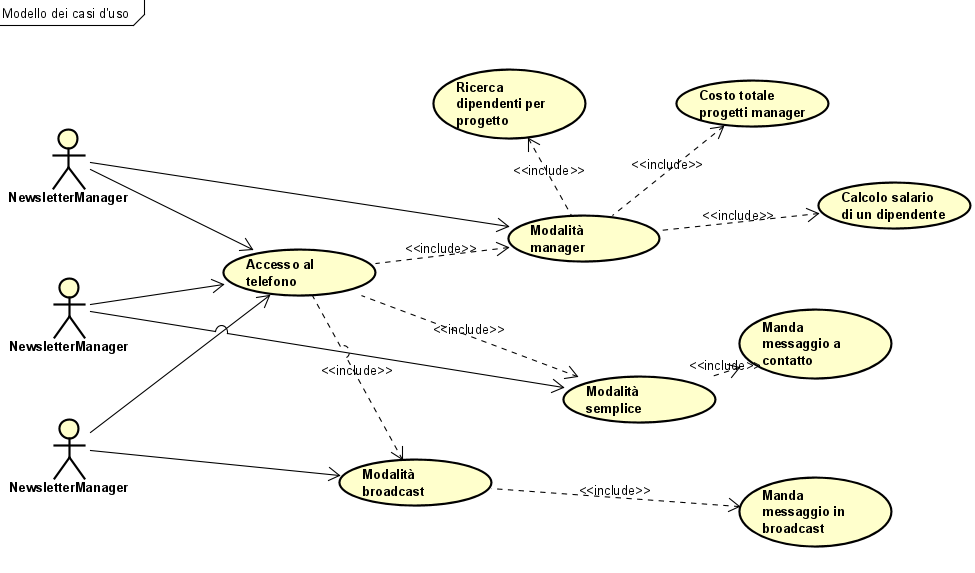 Modello dei casi d'uso
Ricerca
dipendenti per
progetto
Costo totale
progetti manager
<<include>>
<<include>>
NewsletterManager
Calcolo salario
di un dipendente
<<include>>
Modalità
manager
<<include>>
Accesso al
telefono
<<include>>
Manda
messaggio a
contatto
NewsletterManager
<<include>>
<<include>>
Modalità
semplice
Modalità
broadcast
NewsletterManager
<<include>>
Manda
messaggio in
broadcast